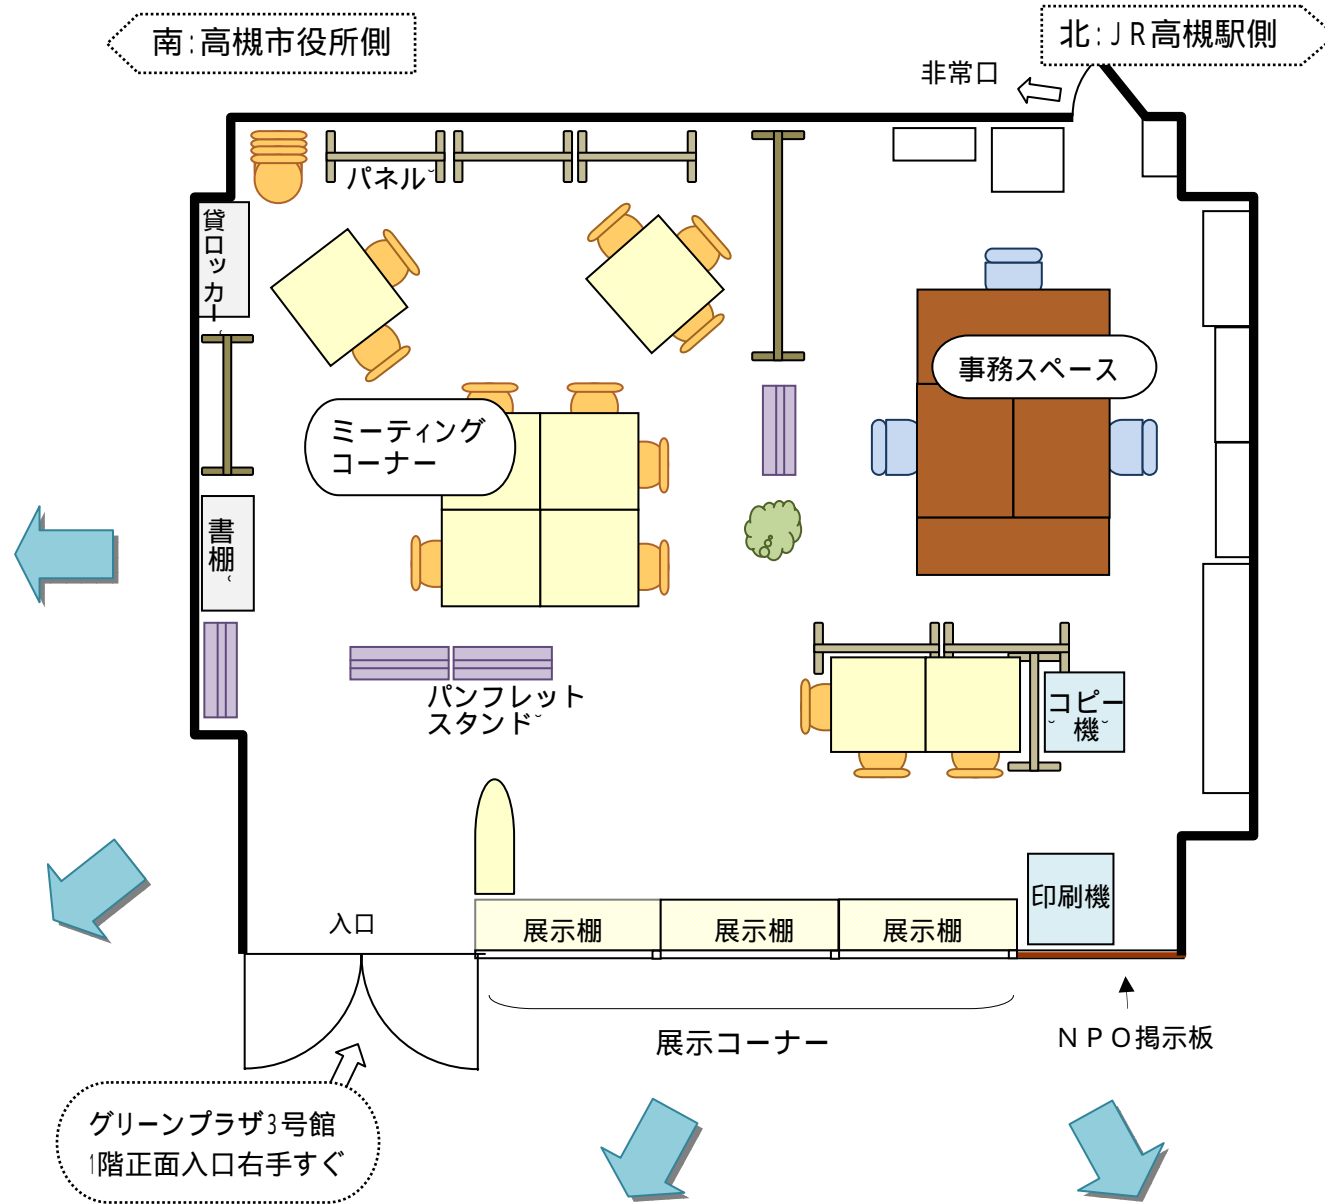 南:高槻市役所側
北:JR高槻駅側
非常口
パネル
貸ロッカー
事務スペース
ミーティング
コーナー
書棚
パンフレット
スタンド
コピー
機
印刷機
入口
展示棚
展示棚
展示棚
展示コーナー
NPO掲示板
グリーンプラザ3号館
1階正面入口右手すぐ